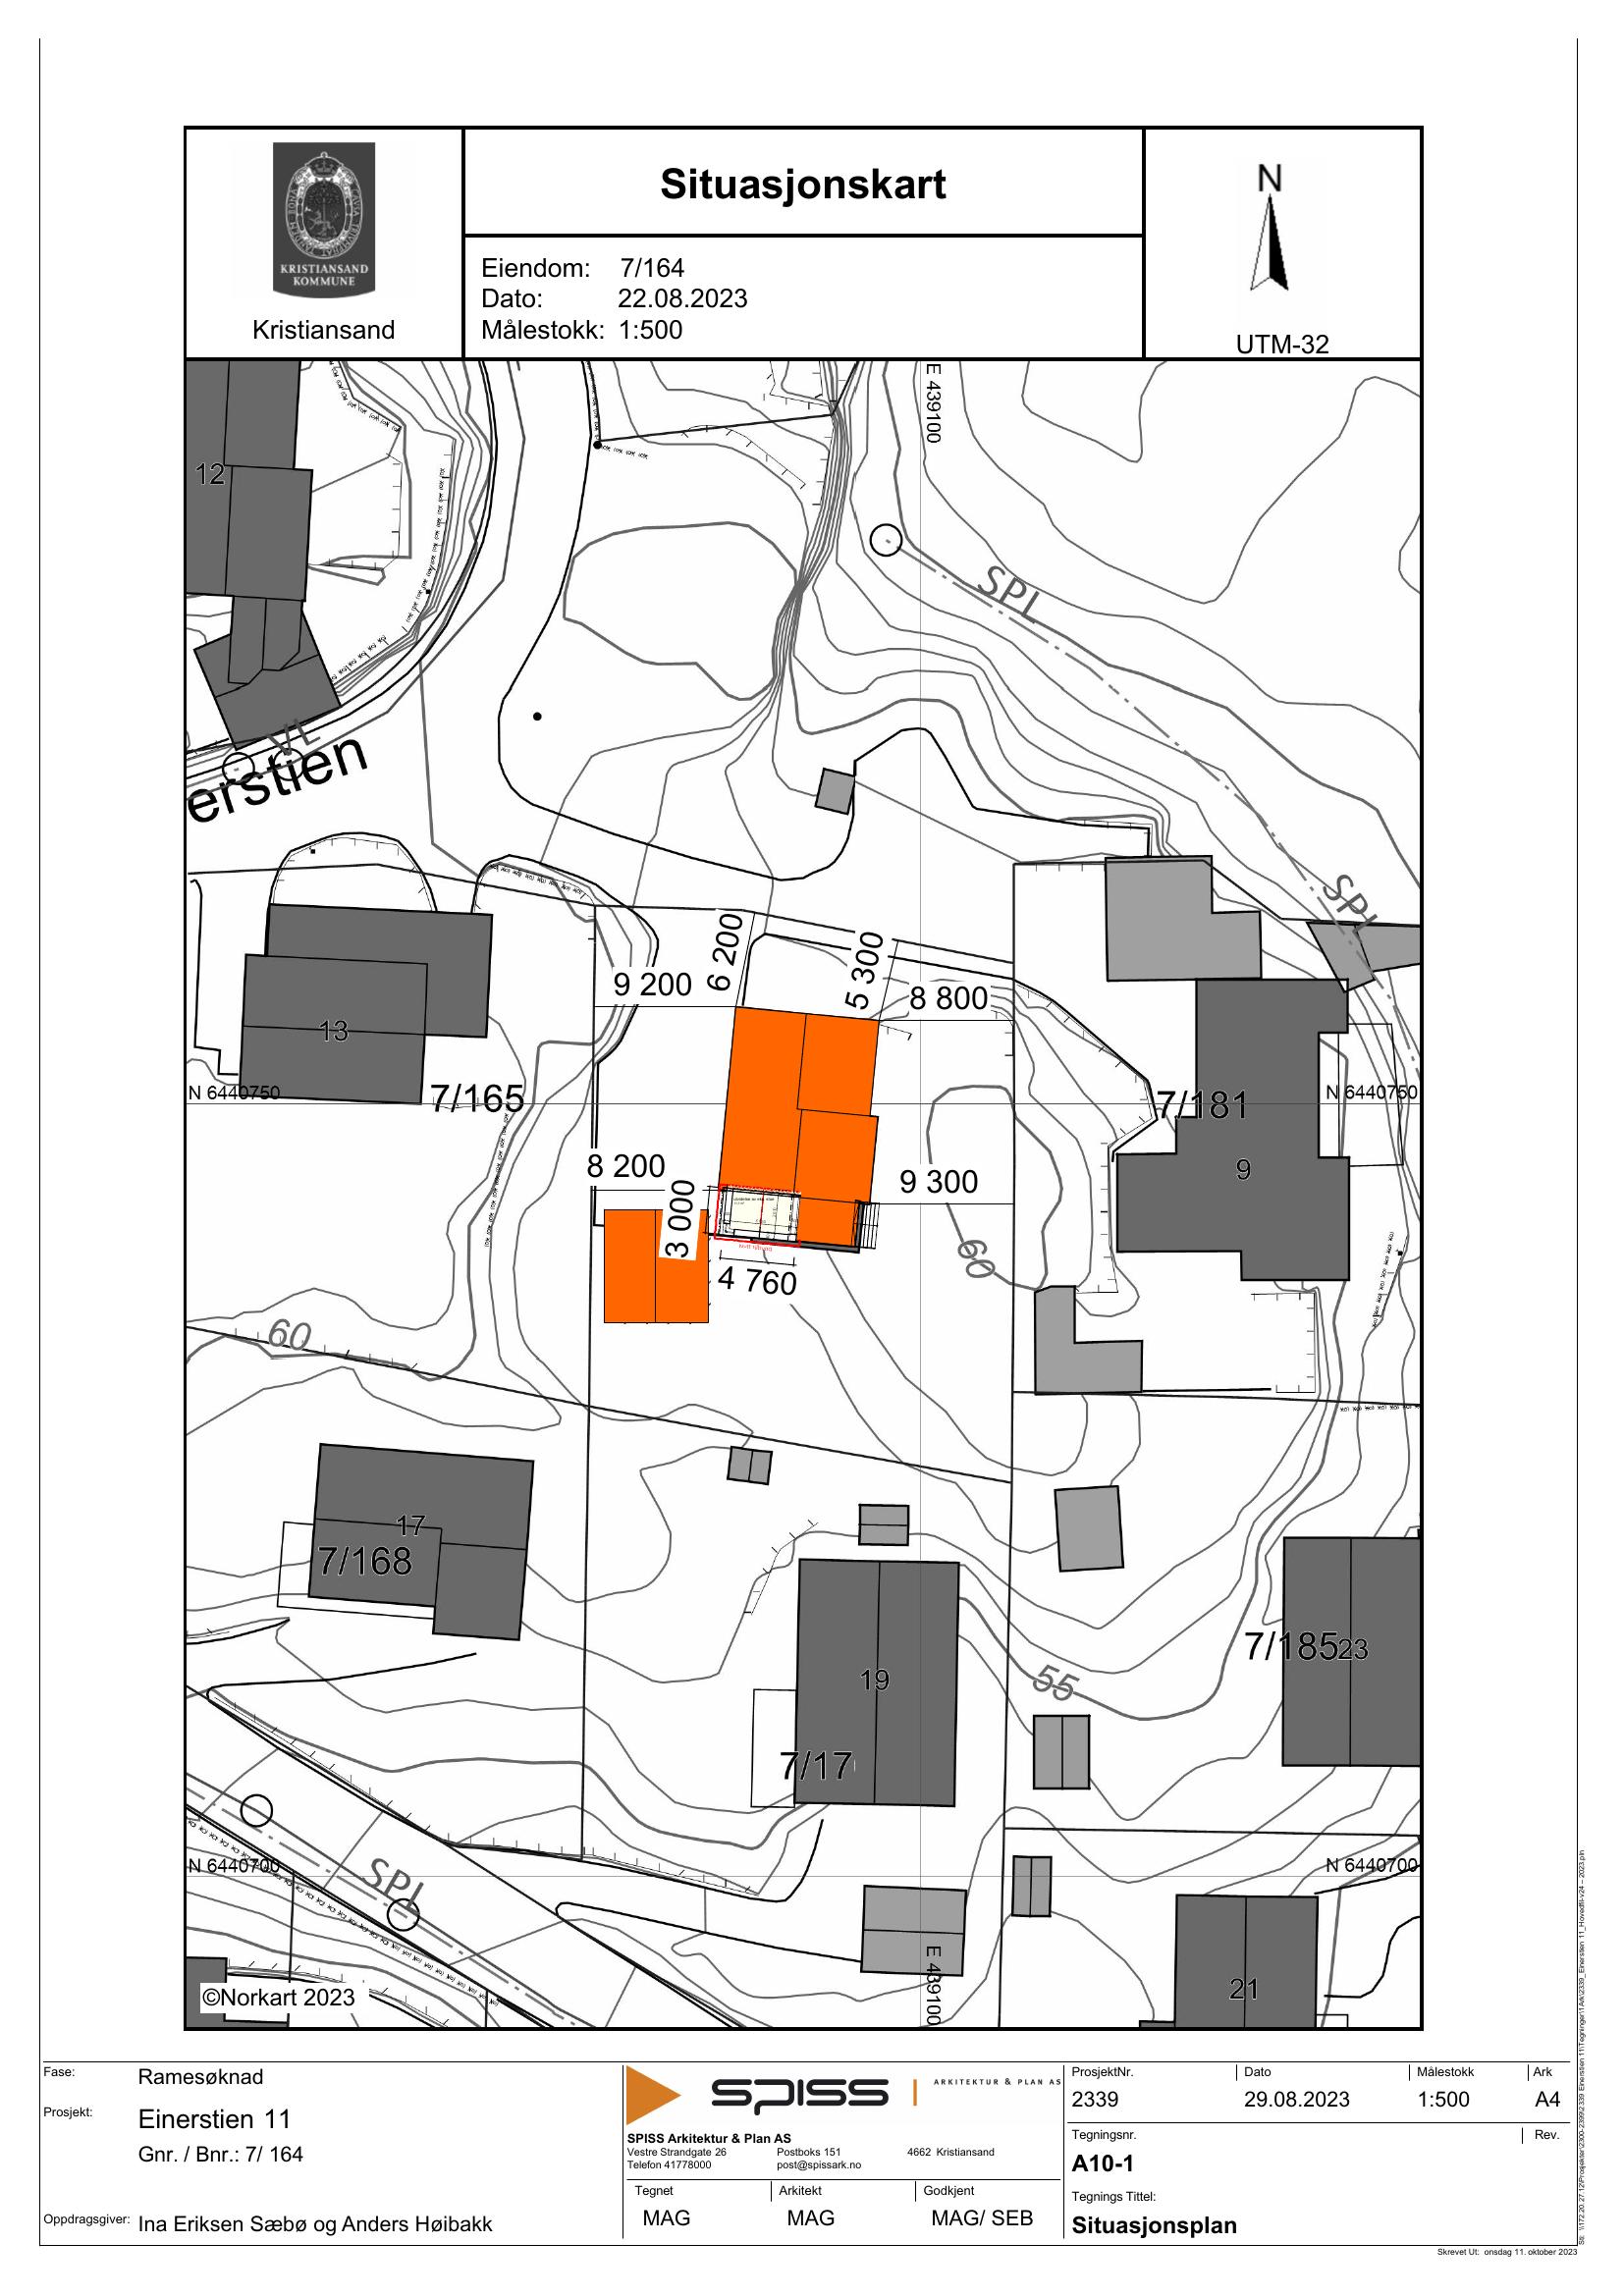 KRISTIANSAND
KOMMUNE
Kristiansand
Situasjonskart
Eiendom: 7/164
Dato: 22.08.2023
Målestokk: 1:500
N
UTM-32
E 439100
12
SPL
VL
erstien
SPL
6 200
5 300
9 200
8 800
13
N 6440750
7/165
7/181
N 6440750
9
8 200
9 300
3 000
4 760
60
60
17
7/168
7/185
23
19
55
7/17
N 6440700
N 6440700
SPL
E 439100
21
©Norkart 2023
Fase: Ramesøknad
Prosjekt: Einerstien 11
Gnr. / Bnr.: 7/ 164
Oppdragsgiver: Ina Eriksen Sæbø og Anders Høibakk
SPISS ARKITEKTUR & PLAN AS
SPISS Arkitektur & Plan AS
Vestre Strandgate 26 Postboks 151 4662 Kristiansand
Telefon 41778000 post@spissark.no
Tegnet Arkitekt Godkjent
MAG MAG MAG/ SEB
ProsjektNr. Dato Målestokk Ark
2339 29.08.2023 1:500 A4
Tegningsnr. Rev.
A10-1
Tegnings Tittel:
Situasjonsplan
Skrevet Ut: onsdag 11. oktober 2023